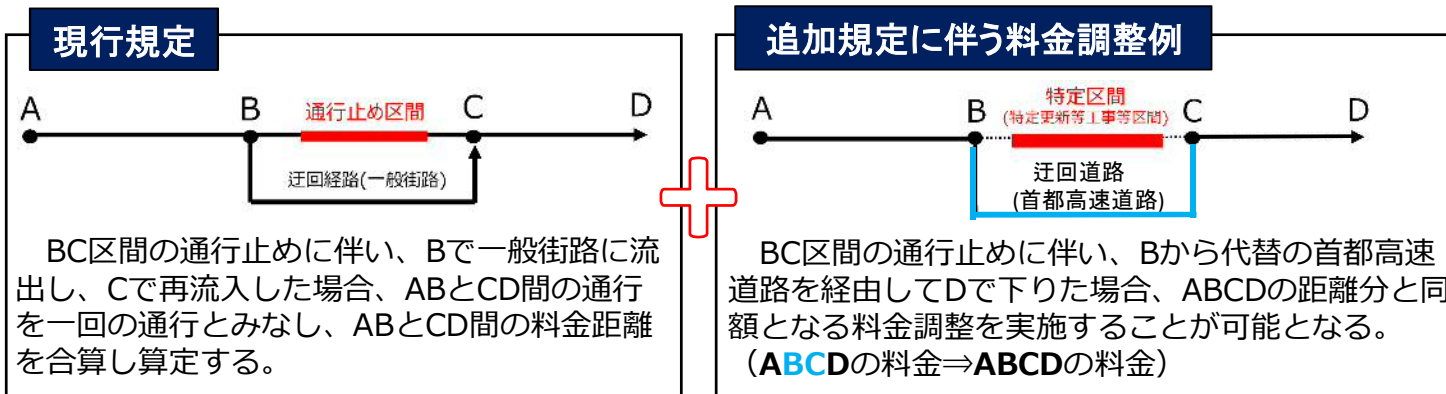 現行規定
A
B
通行止め区間
C
D
迂回経路(一般街路)
BC区間の通行止めに伴い、Bで一般街路に流
出し、Cで再流入した場合、ABとCD間の通行
を一回の通行とみなし、ABとCD間の料金距離
を合算し算定する。
追加規定に伴う料金調整例
A
B
特定区間
(特定更新等工事等区間)
C
D
迂回道路
(首都高速道路)
BC区間の通行止めに伴い、Bから代替の首都高速
道路を経由してDで下りた場合、ABCDの距離分と同
額となる料金調整を実施することが可能となる。
（ABCDの料金⇒ABCDの料金）